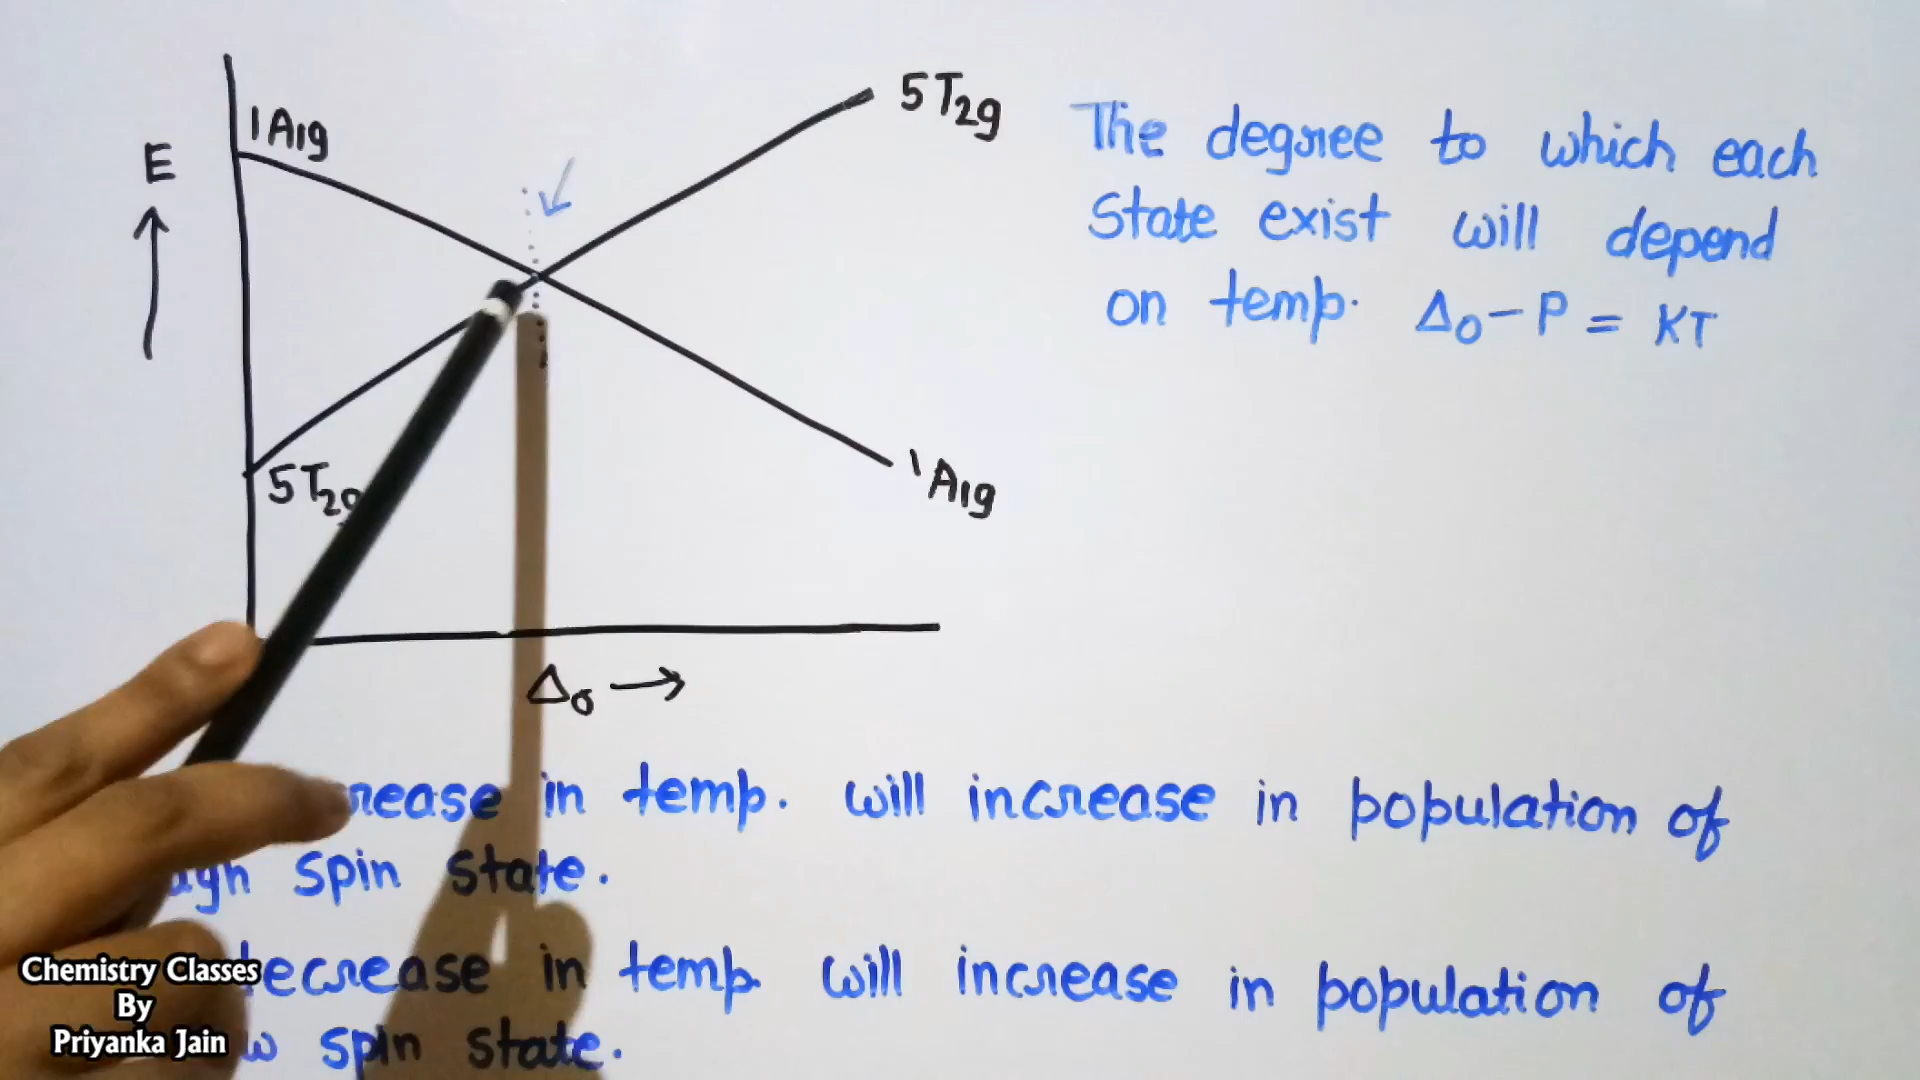 1A1g
5T2g
E
5T2g
1A1g
Δo →
The degree to which each
State exist will depend
on temp. Δo - P = KT
in temp. will increase in population of
spin state.
decrease in temp. will increase in population of
spin state.
Chemistry Classes
By
Priyanka Jain